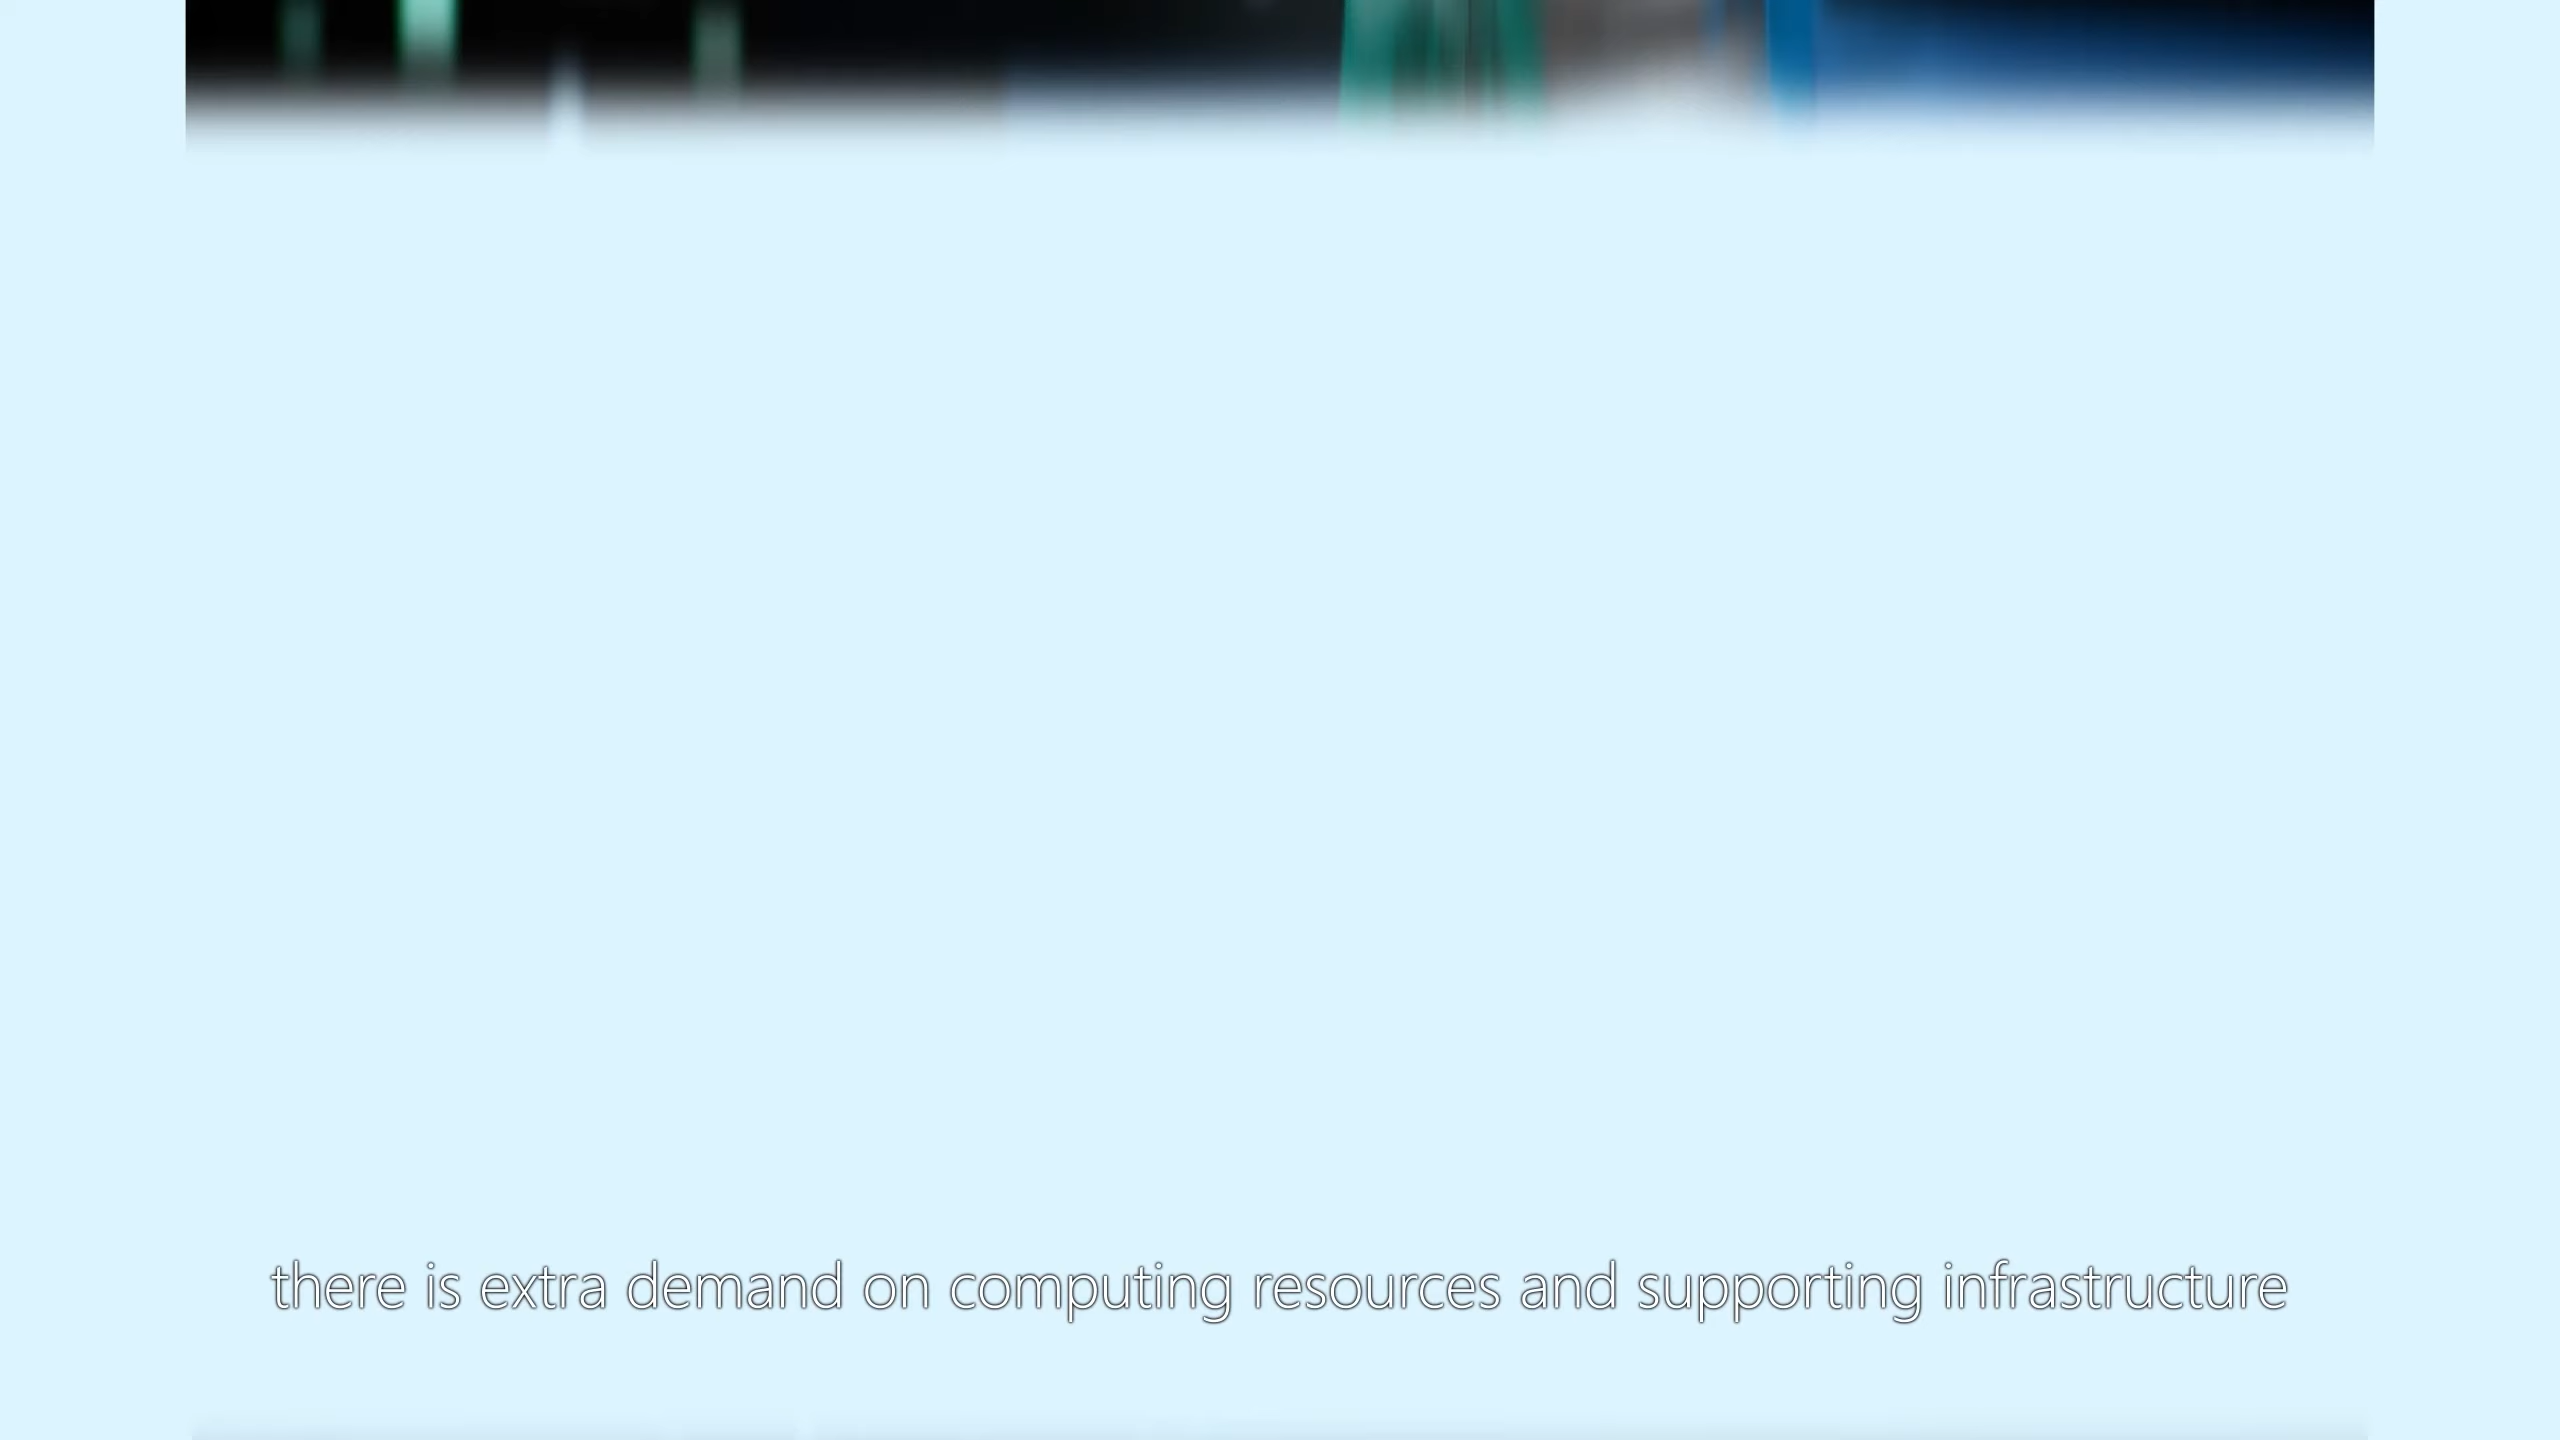 there is extra demand on computing resources and supporting infrastructure